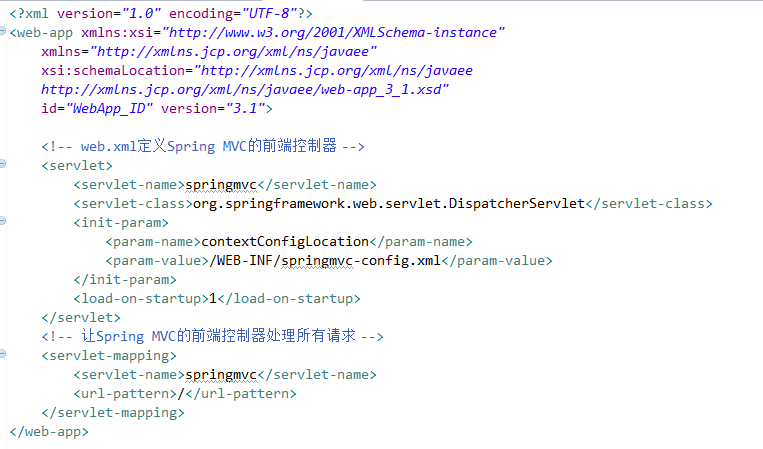 <?xml version="1.0" encoding="UTF-8"?>
<web-app xmlns:xsi="http://www.w3.org/2001/XMLSchema-instance"
    xmlns="http://xmlns.jcp.org/xml/ns/javaee"
    xsi:schemaLocation="http://xmlns.jcp.org/xml/ns/javaee
    http://xmlns.jcp.org/xml/ns/javaee/web-app_3_1.xsd"
    id="WebApp_ID" version="3.1">

    <!-- web.xml定义Spring MVC的前端控制器 -->
    <servlet>
        <servlet-name>springmvc</servlet-name>
        <servlet-class>org.springframework.web.servlet.DispatcherServlet</servlet-class>
        <init-param>
            <param-name>contextConfigLocation</param-name>
            <param-value>/WEB-INF/springmvc-config.xml</param-value>
        </init-param>
        <load-on-startup>1</load-on-startup>
    </servlet>
    <!-- 让Spring MVC的前端控制器处理所有请求 -->
    <servlet-mapping>
        <servlet-name>springmvc</servlet-name>
        <url-pattern>/</url-pattern>
    </servlet-mapping>
</web-app>